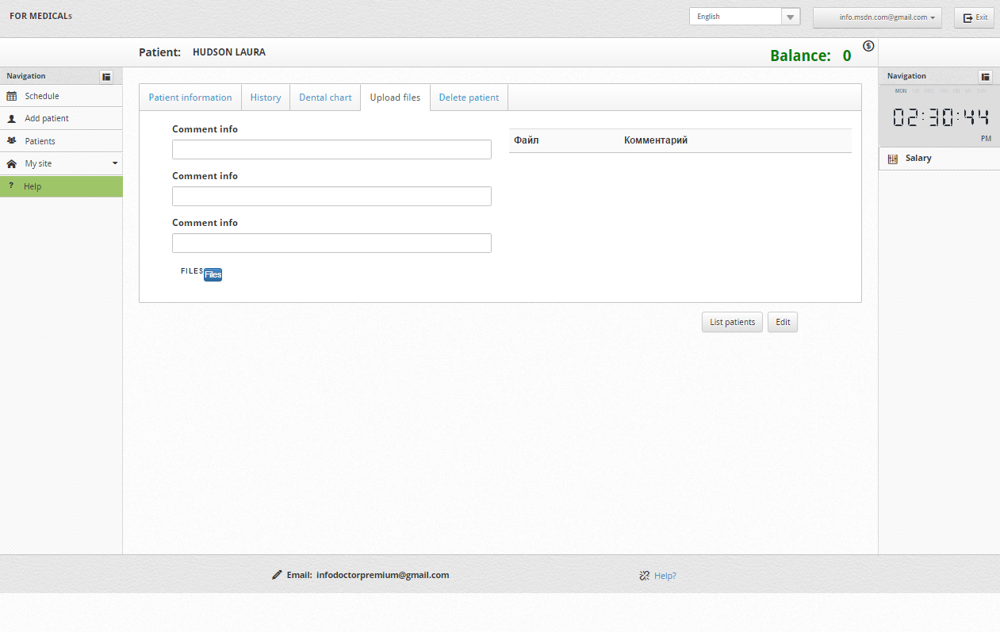 FOR MEDICALs
English
info.msdn.com@gmail.com
Exit
Patient: HUDSON LAURA
Balance: 0
Navigation
Schedule
Add patient
Patients
My site
? Help
Patient information
History
Dental chart
Upload files
Delete patient
Comment info
Comment info
Comment info
FILES Files
Файл Комментарий
List patients
Edit
Navigation
MON TUE WED THU FRI SAT SUN
02:30:44
PM
Salary
Email: infodoctorpremium@gmail.com
Help?